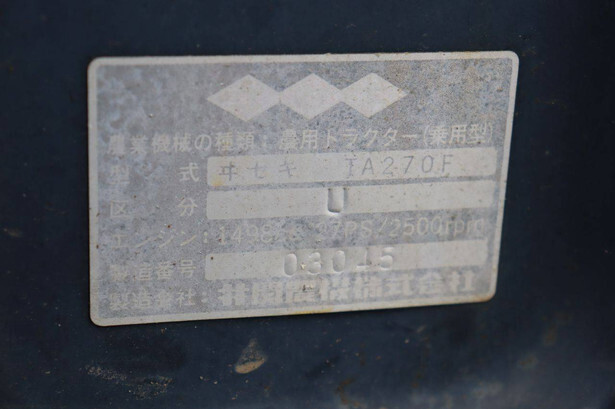 農業機械の種類：農用トラクター(乗用型)
型 式 ヰセキ TA270F
区 分 U
エンジン：1498cc 27PS/2500rpm
製造番号 03045
製造会社：井関農機株式会社